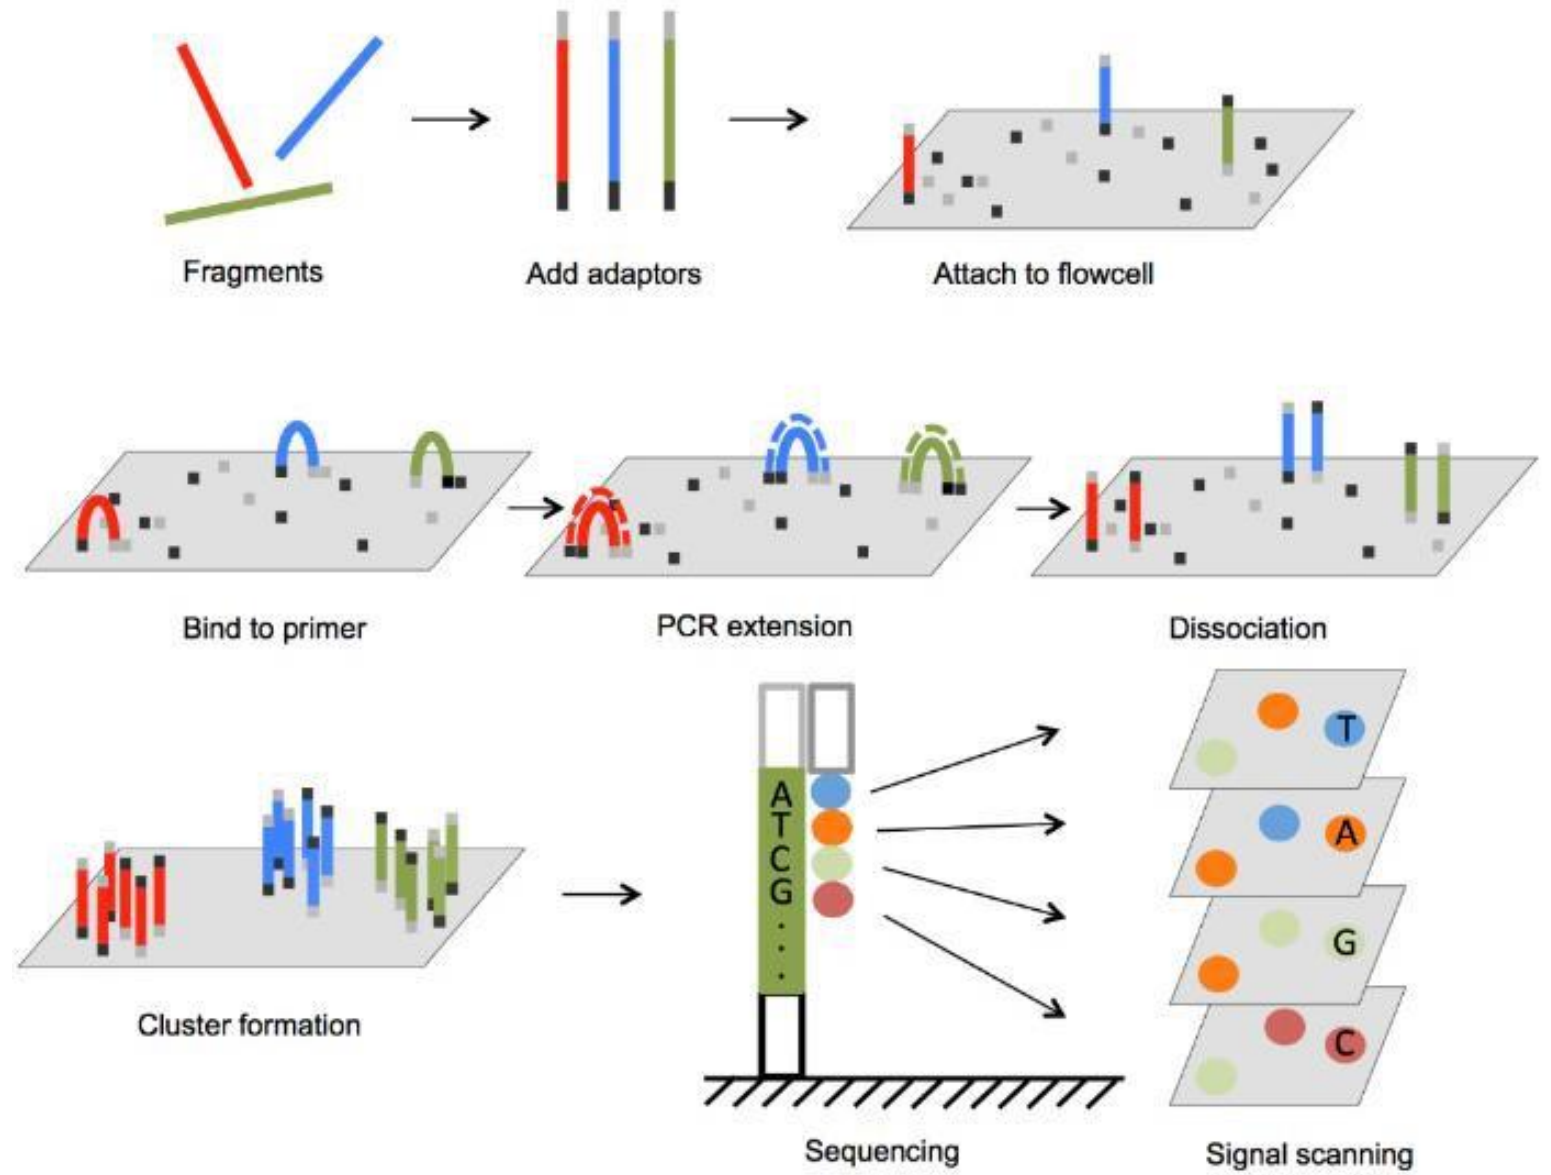 Fragments
Add adaptors
Attach to flowcell
Bind to primer
PCR extension
Dissociation
A
T
C
G
.
.
.
T
A
G
C
Cluster formation
Sequencing
Signal scanning